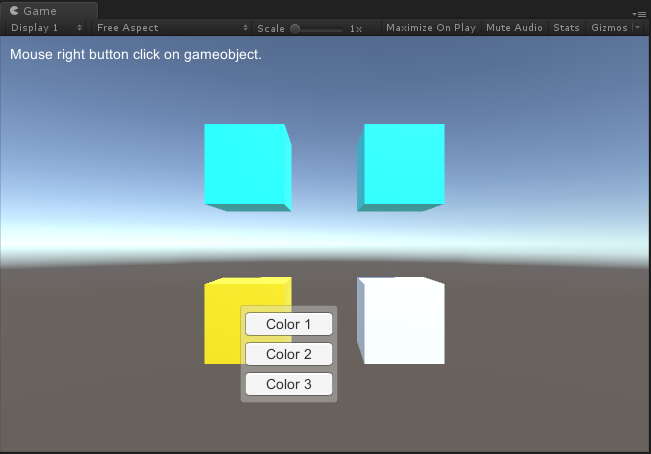 Game
Display 1 Free Aspect Scale 1x Maximize On Play Mute Audio Stats Gizmos
Mouse right button click on gameobject.
Color 1
Color 2
Color 3